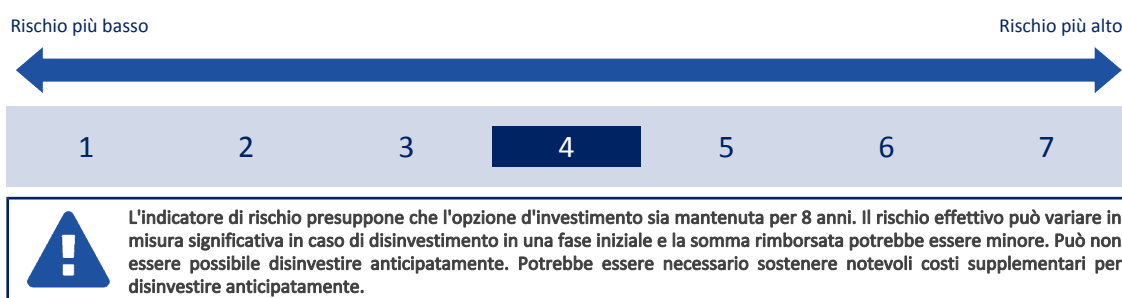 Rischio più basso Rischio più alto
1 2 3 4 5 6 7
L'indicatore di rischio presuppone che l'opzione d'investimento sia mantenuta per 8 anni. Il rischio effettivo può variare in
misura significativa in caso di disinvestimento in una fase iniziale e la somma rimborsata potrebbe essere minore. Può non
essere possibile disinvestire anticipatamente. Potrebbe essere necessario sostenere notevoli costi supplementari per
disinvestire anticipatamente.